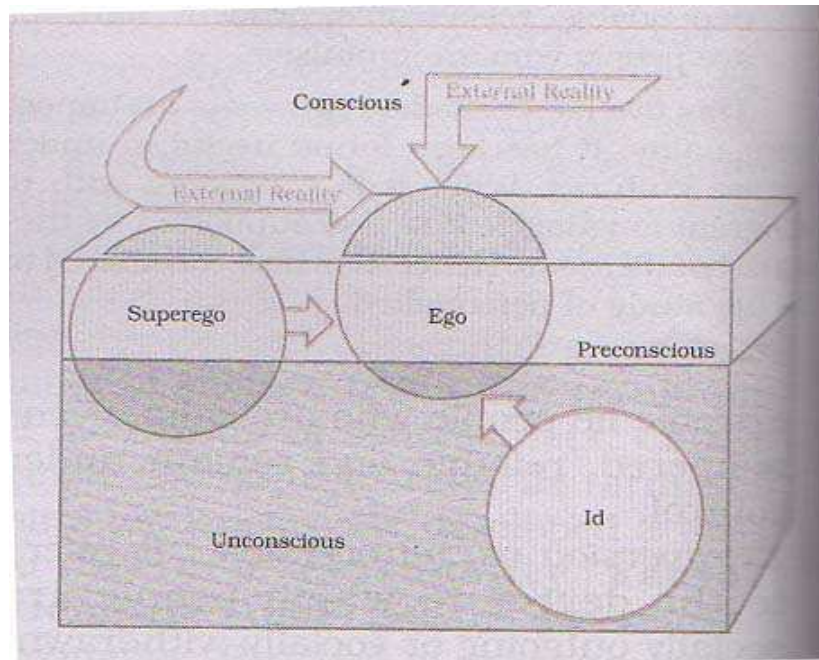 Conscious
External Reality
External Reality
Superego
Ego
Preconscious
Id
Unconscious